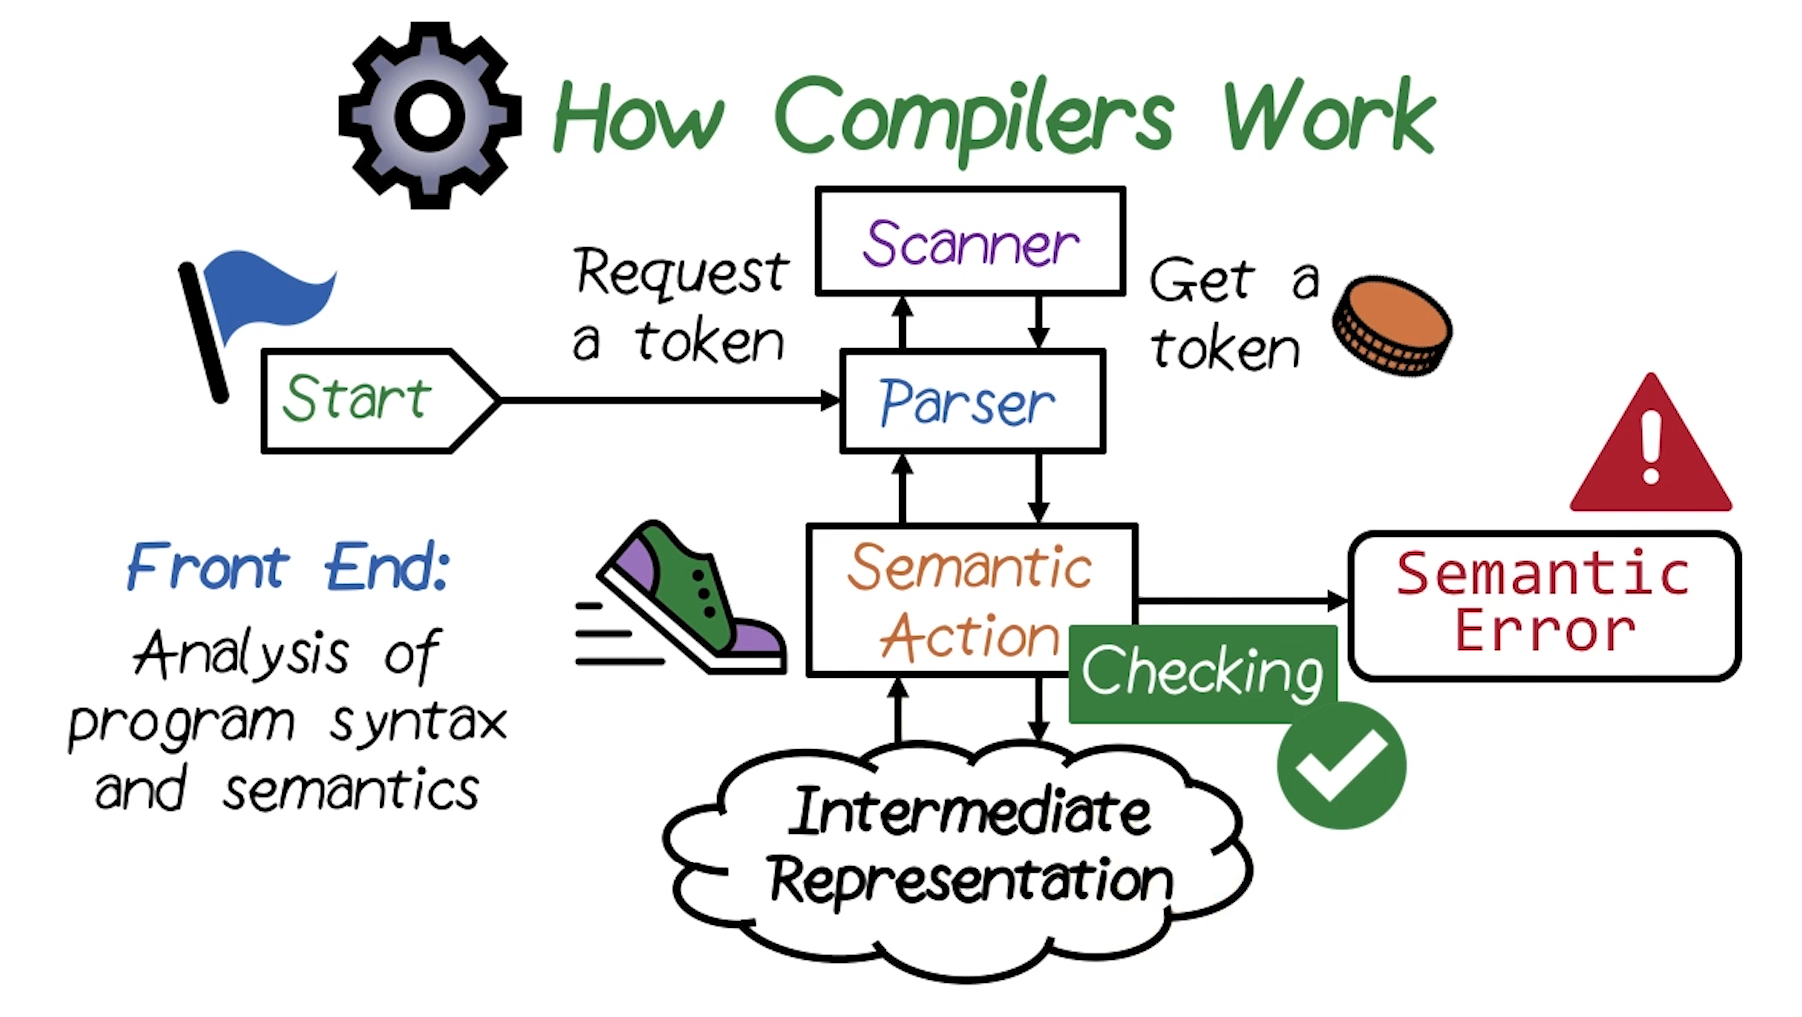 How Compilers Work
Scanner
Request
a token
Get a
token
Start
Parser
Front End:
Analysis of
program syntax
and semantics
Semantic
Action
Checking
Semantic
Error
Intermediate
Representation